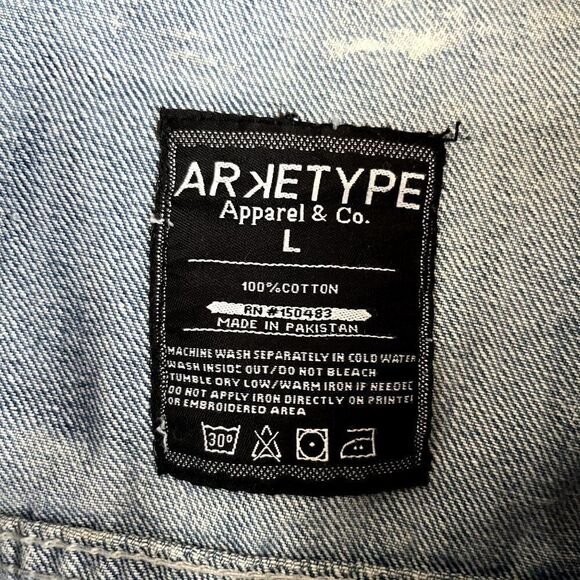 ARKETYPE
Apparel & Co.
L
100%COTTON
RN #150483
MADE IN PAKISTAN
MACHINE WASH SEPARATELY IN COLD WATER
WASH INSIDE OUT/DO NOT BLEACH
TUMBLE DRY LOW/WARM IRON IF NEEDED
DO NOT APPLY IRON DIRECTLY ON PRINTED
OR EMBROIDERED AREA
30°